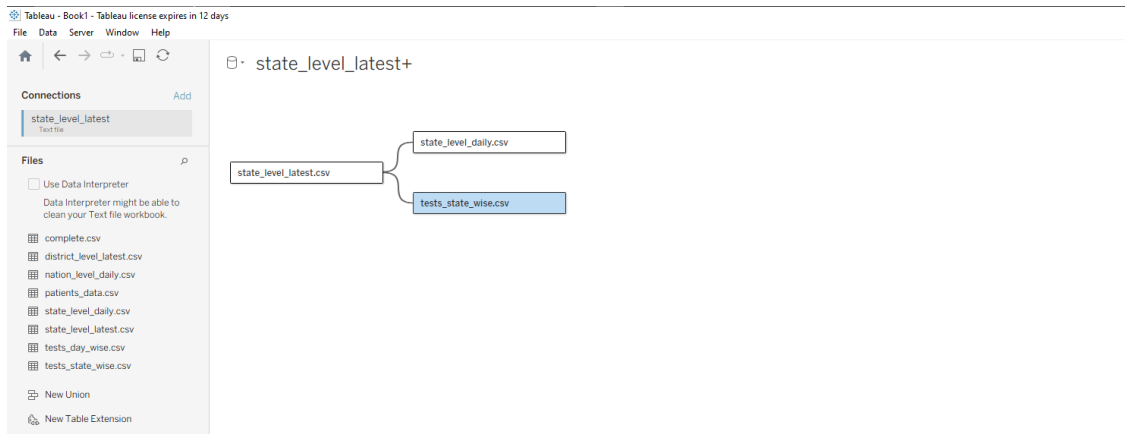 Tableau - Book1 - Tableau license expires in 12 days
File Data Server Window Help
state_level_latest+
Connections Add
state_level_latest
Text file
Files
Use Data Interpreter
Data Interpreter might be able to
clean your Text file workbook.
complete.csv
district_level_latest.csv
nation_level_daily.csv
patients_data.csv
state_level_daily.csv
state_level_latest.csv
tests_day_wise.csv
tests_state_wise.csv
New Union
New Table Extension
state_level_latest.csv
state_level_daily.csv
tests_state_wise.csv